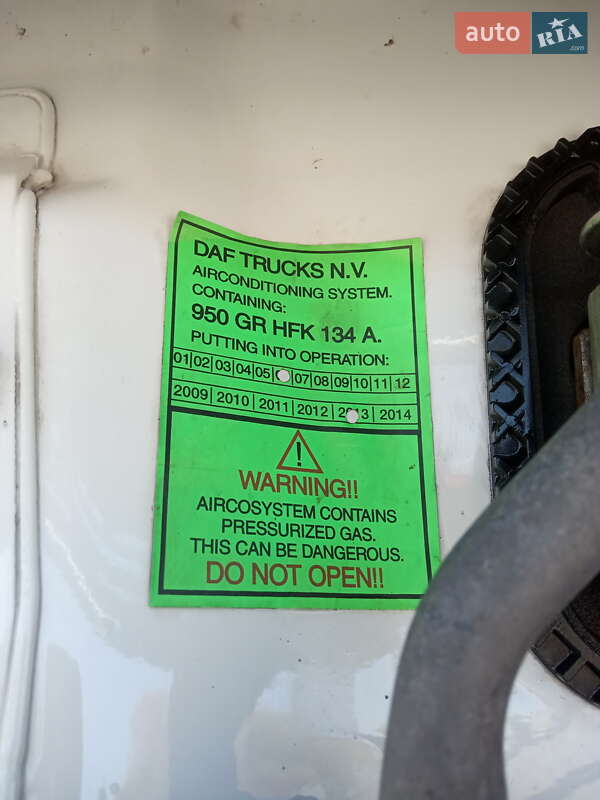 auto RIA .com
DAF TRUCKS N.V.
AIRCONDITIONING SYSTEM.
CONTAINING:
950 GR HFK 134 A.
PUTTING INTO OPERATION:
01 02 03 04 05 07 08 09 10 11 12
2009 2010 2011 2012 2013 2014
!
WARNING!!
AIRCOSYSTEM CONTAINS
PRESSURIZED GAS.
THIS CAN BE DANGEROUS.
DO NOT OPEN!!